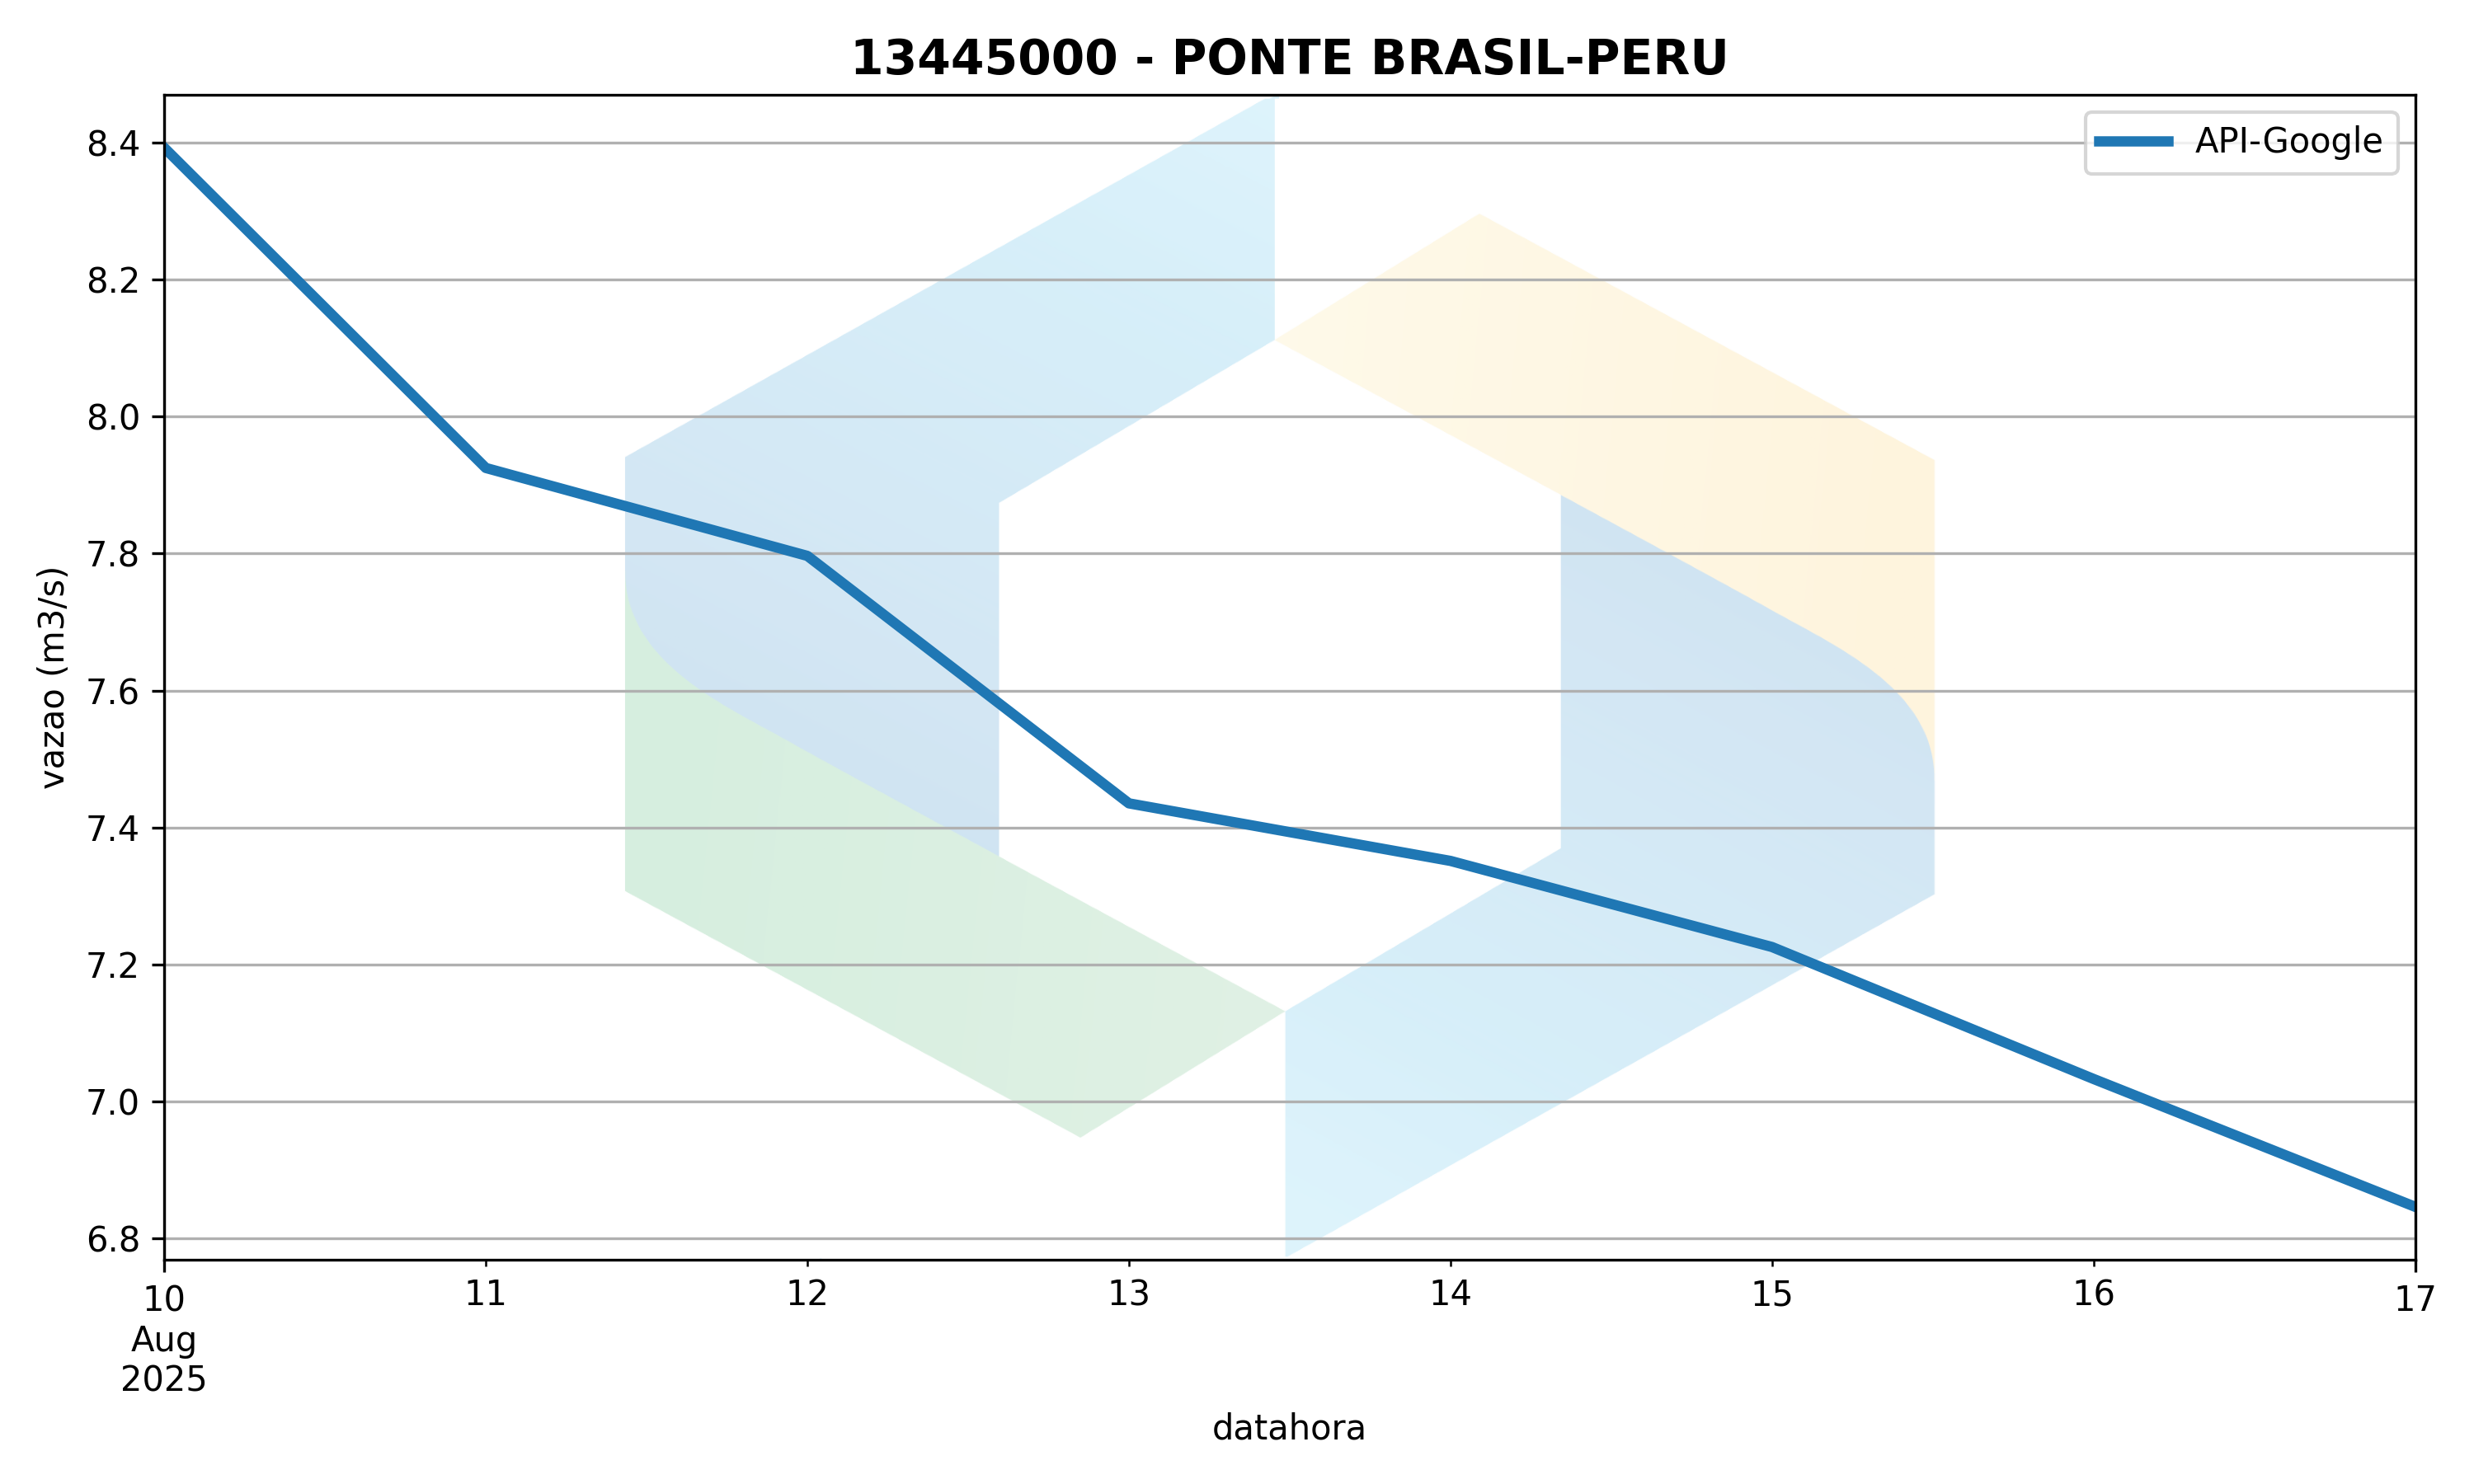 13445000 - PONTE BRASIL-PERU
API-Google
vazao (m3/s)
8.4
8.2
8.0
7.8
7.6
7.4
7.2
7.0
6.8
10 11 12 13 14 15 16 17
Aug
2025
datahora